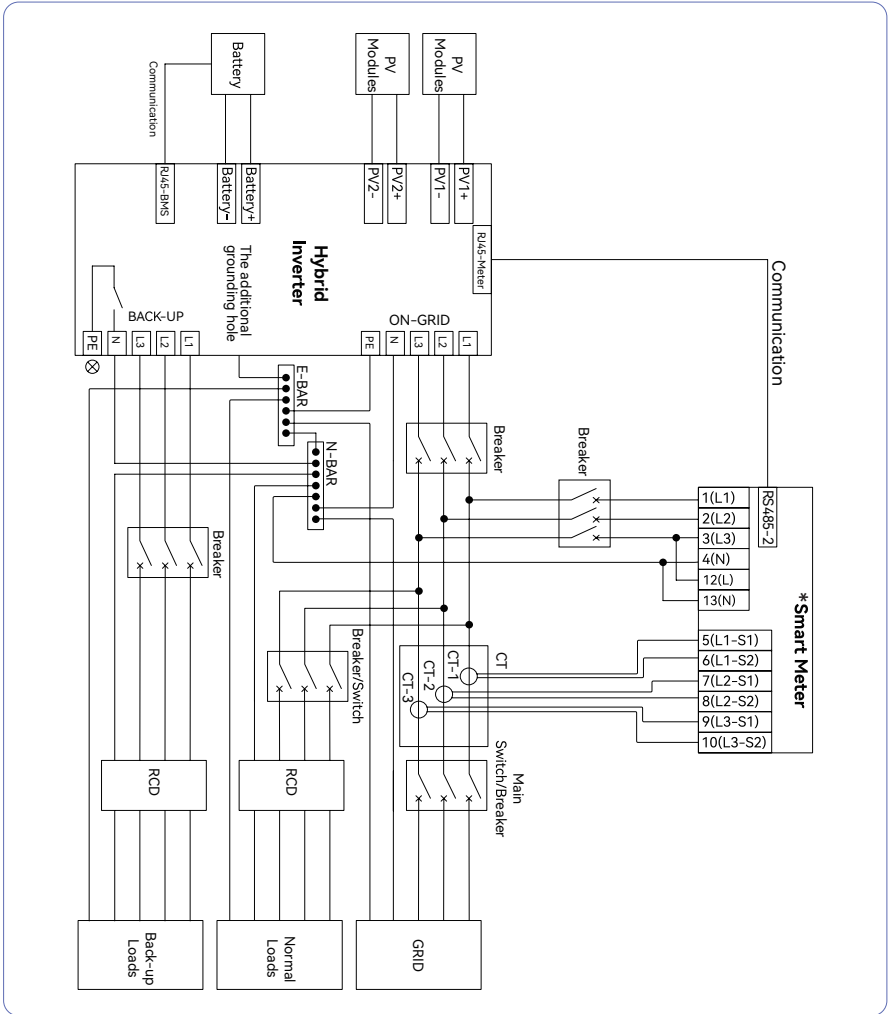 Battery
PV
Modules
PV
Modules
Communication
RJ45-BMS
Battery-
Battery+
PV2-
PV2+
PV1-
PV1+
RJ45-Meter
Hybrid
Inverter
The additional
grounding hole
BACK-UP
ON-GRID
PE
N
L3
L2
L1
PE
N
L3
L2
L1
Communication
E-BAR
N-BAR
Breaker
Breaker
Breaker
Breaker/Switch
RS485-2
1(L1)
2(L2)
3(L3)
4(N)
12(L)
13(N)
*Smart Meter
5(L1-S1)
6(L1-S2)
7(L2-S1)
8(L2-S2)
9(L3-S1)
10(L3-S2)
CT
CT-1
CT-2
CT-3
Main
Switch/Breaker
RCD
RCD
Back-up
Loads
Normal
Loads
GRID